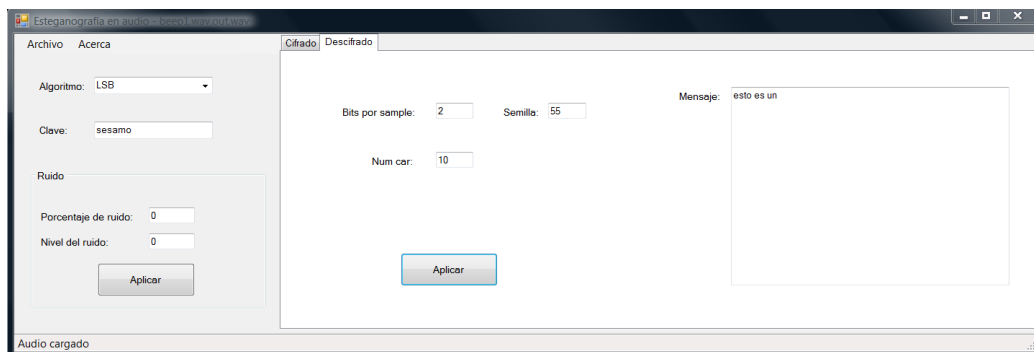 Esteganografía en audio - beep1.wav.out.wav
Archivo Acerca
Cifrado Descifrado
Algoritmo: LSB
Clave: sesamo
Ruido
Porcentaje de ruido: 0
Nivel del ruido: 0
Aplicar
Bits por sample: 2 Semilla: 55
Num car: 10
Aplicar
Mensaje: esto es un
Audio cargado